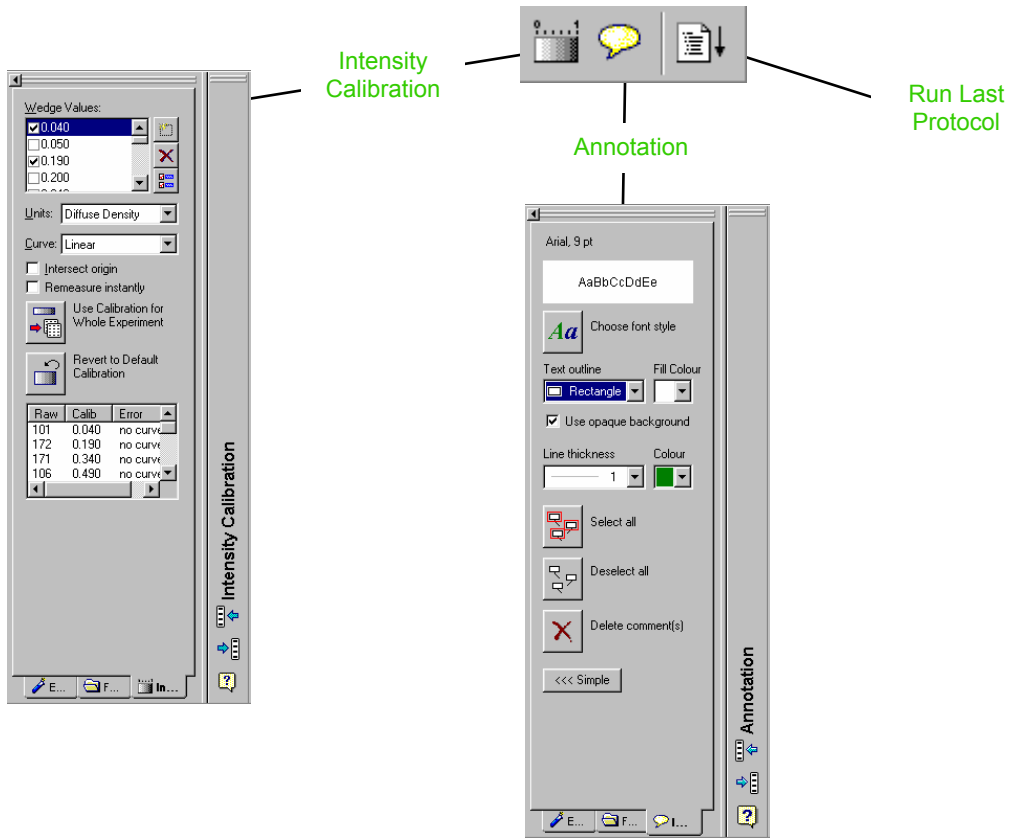 0 1
Intensity
Calibration
Annotation
Run Last
Protocol
Wedge Values:
0.040
0.050
0.190
0.200
Units: Diffuse Density
Curve: Linear
Intersect origin
Remeasure instantly
Use Calibration for
Whole Experiment
Revert to Default
Calibration
Raw Calib Error
101 0.040 no curve
172 0.190 no curve
171 0.340 no curve
106 0.490 no curve
E... F... In...
Intensity Calibration
?
Arial, 9 pt
AaBbCcDdEe
Aa Choose font style
Text outline Fill Colour
Rectangle
Use opaque background
Line thickness Colour
1
Select all
Deselect all
Delete comment(s)
<<< Simple
E... F... I...
Annotation
?